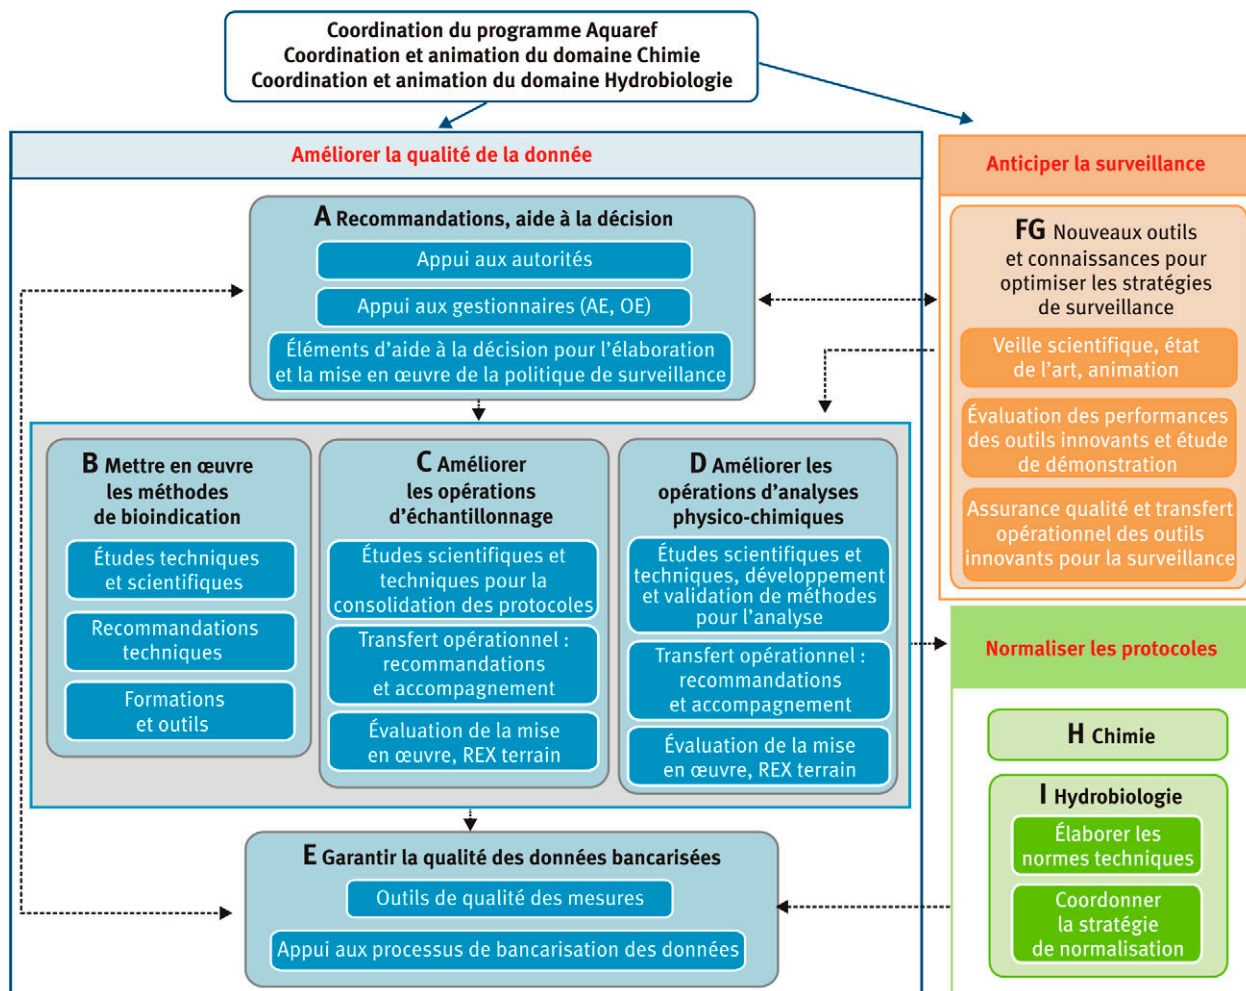 Coordination du programme Aquaref
Coordination et animation du domaine Chimie
Coordination et animation du domaine Hydrobiologie
Améliorer la qualité de la donnée
A Recommandations, aide à la décision
Appui aux autorités
Appui aux gestionnaires (AE, OE)
Éléments d'aide à la décision pour l'élaboration
et la mise en œuvre de la politique de surveillance
B Mettre en œuvre
les méthodes
de bioindication
Études techniques
et scientifiques
Recommandations
techniques
Formations
et outils
C Améliorer
les opérations
d'échantillonnage
Études scientifiques et
techniques pour la
consolidation des protocoles
Transfert opérationnel :
recommandations
et accompagnement
Évaluation de la mise
en œuvre, REX terrain
D Améliorer les
opérations d'analyses
physico-chimiques
Études scientifiques et
techniques, développement
et validation de méthodes
pour l'analyse
Transfert opérationnel :
recommandations
et accompagnement
Évaluation de la mise
en œuvre, REX terrain
E Garantir la qualité des données bancarisées
Outils de qualité des mesures
Appui aux processus de bancarisation des données
Anticiper la surveillance
FG Nouveaux outils
et connaissances pour
optimiser les stratégies
de surveillance
Veille scientifique, état
de l'art, animation
Évaluation des performances
des outils innovants et étude
de démonstration
Assurance qualité et transfert
opérationnel des outils
innovants pour la surveillance
Normaliser les protocoles
H Chimie
I Hydrobiologie
Élaborer les
normes techniques
Coordonner
la stratégie
de normalisation